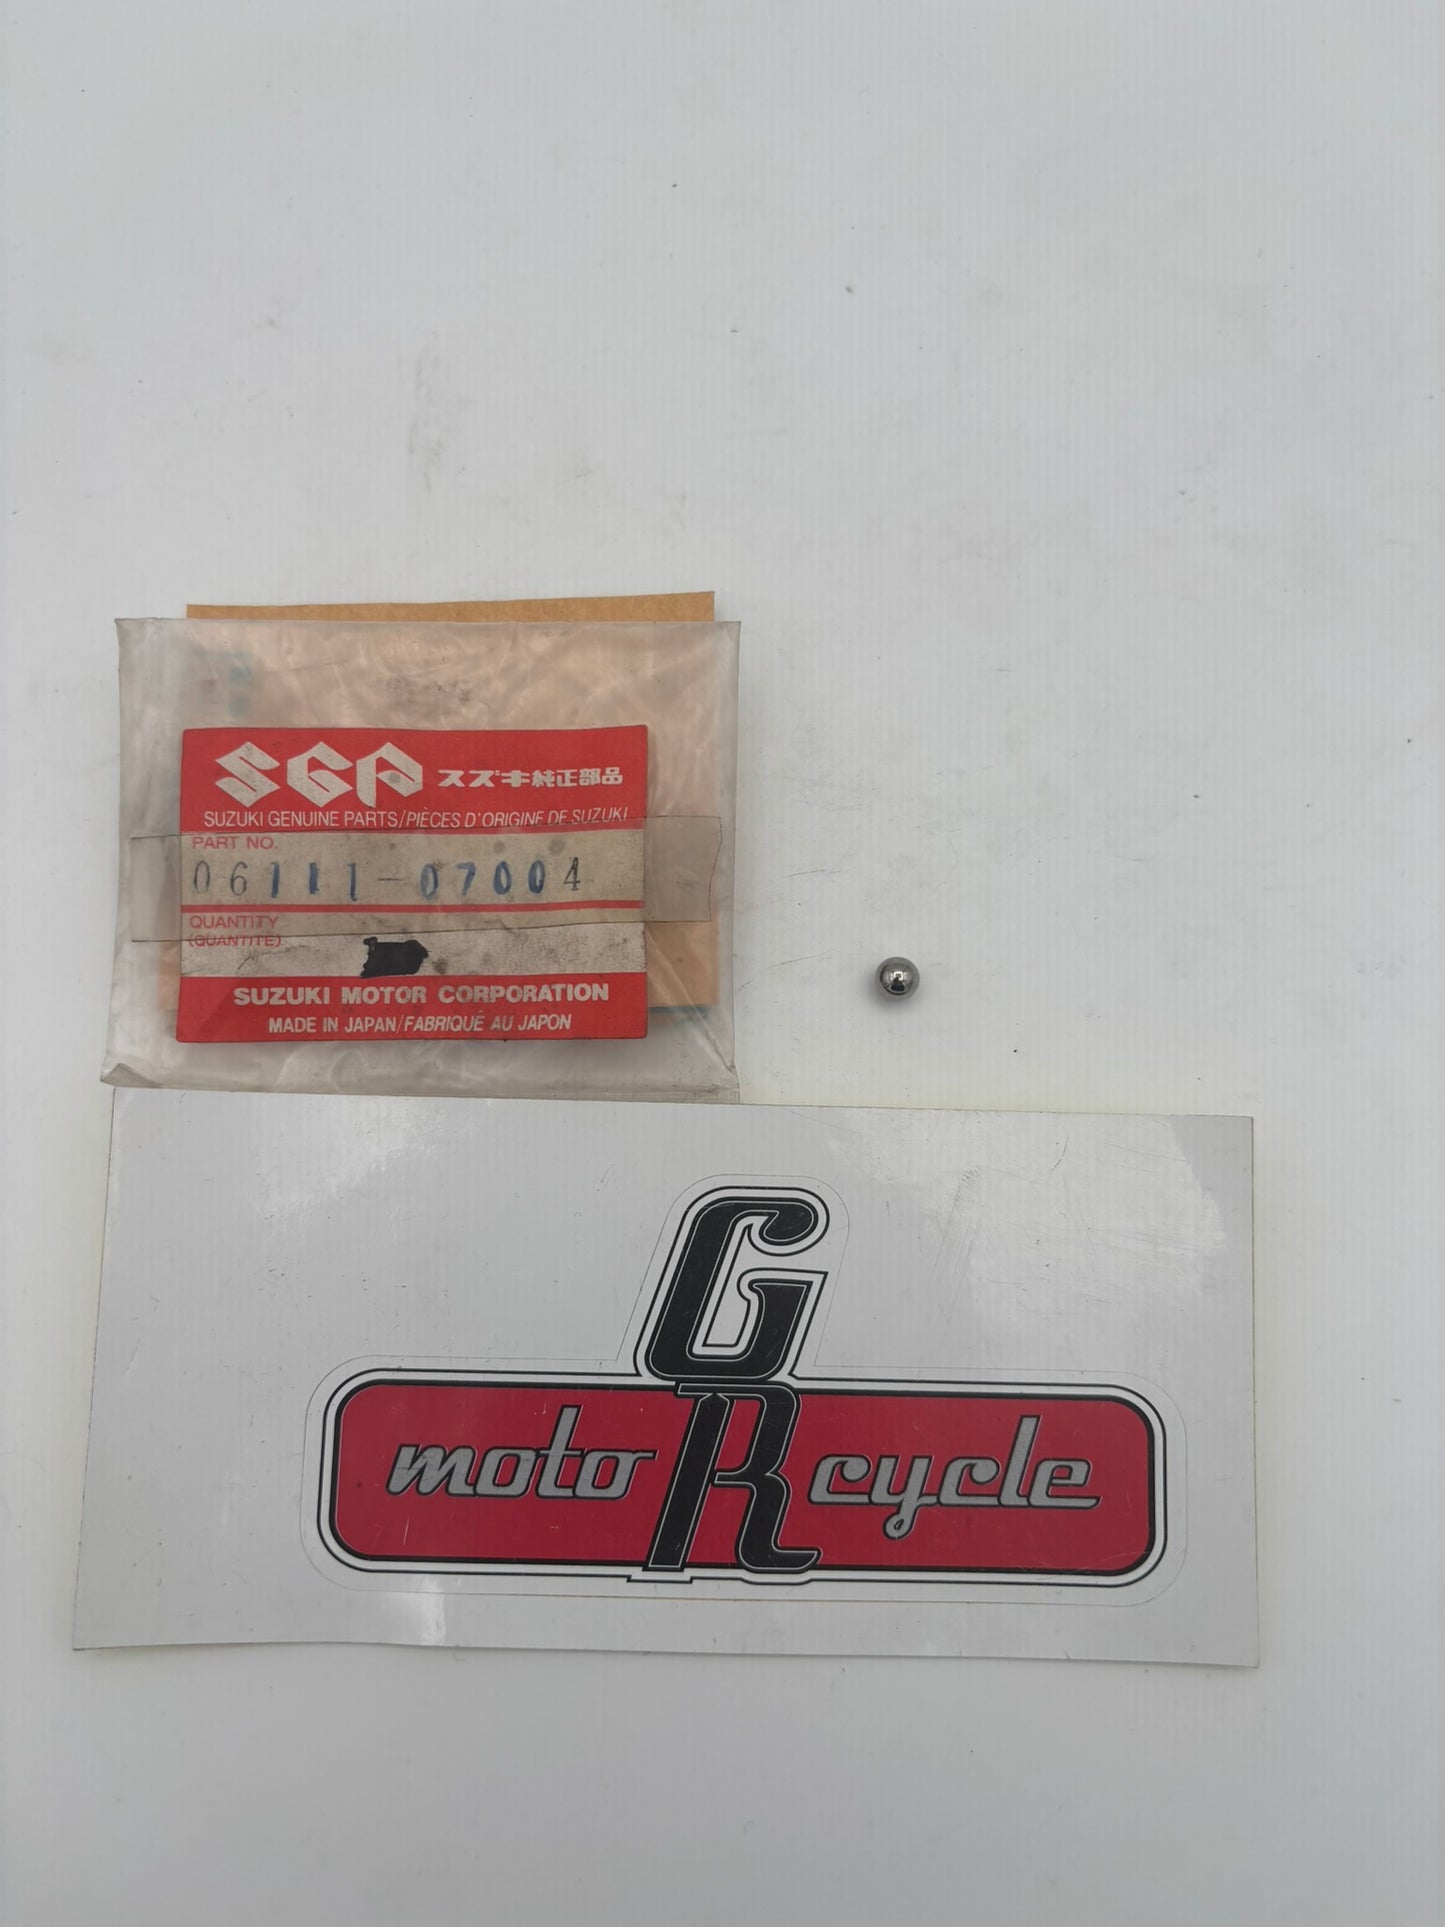 SGP スズキ純正部品
SUZUKI GENUINE PARTS/PIÈCES D'ORIGINE DE SUZUKI
PART NO.
06111-07004
QUANTITY
(QUANTITÉ)
SUZUKI MOTOR CORPORATION
MADE IN JAPAN/FABRIQUÉ AU JAPON
G
moto R cycle